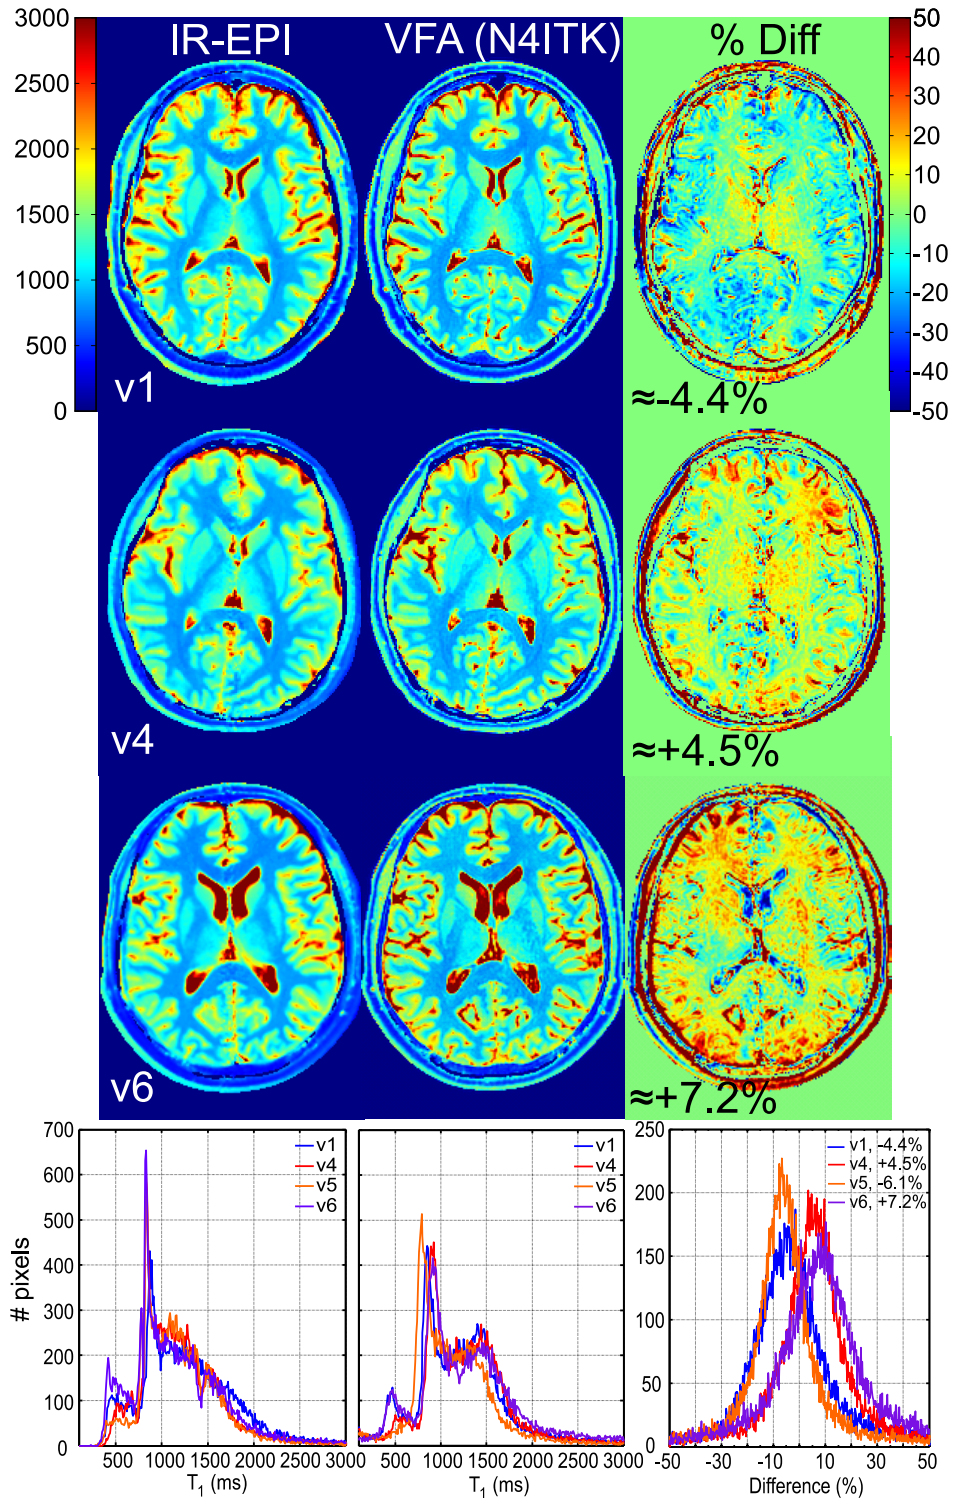 IR-EPI VFA (N4ITK) % Diff
3000
2500
2000
1500
1000
500
0
50
40
30
20
10
0
-10
-20
-30
-40
-50
v1 ≈-4.4%
v4 ≈+4.5%
v6 ≈+7.2%
# pixels
700
600
500
400
300
200
100
0
v1
v4
v5
v6
500 1000 1500 2000 2500 3000
T1 (ms)
v1
v4
v5
v6
500 1000 1500 2000 2500 3000
T1 (ms)
250
200
150
100
50
0
v1, -4.4%
v4, +4.5%
v5, -6.1%
v6, +7.2%
-50 -30 -10 10 30 50
Difference (%)